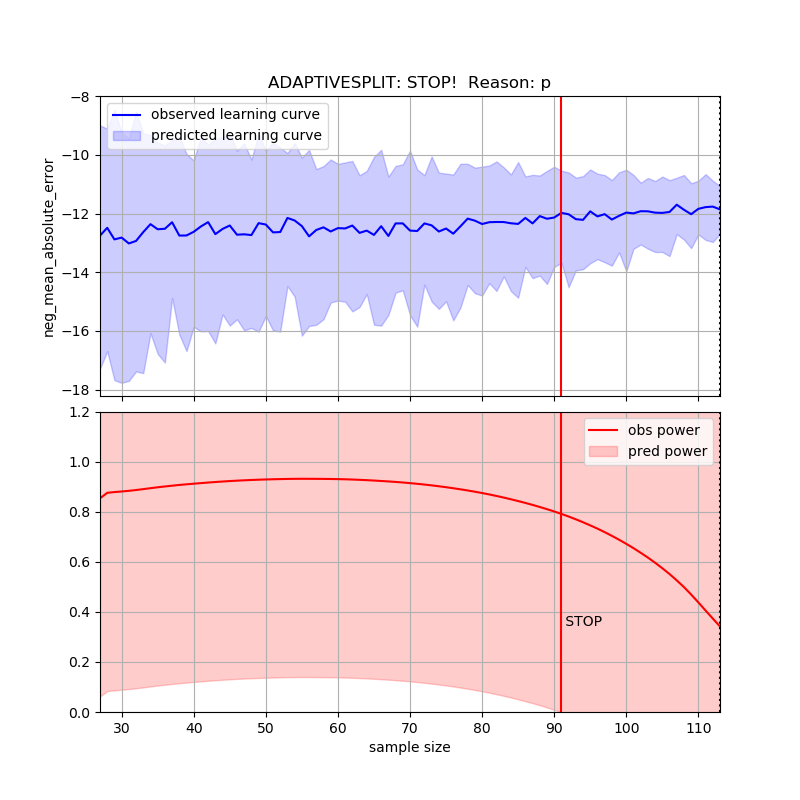 ADAPTIVESPLIT: STOP!  Reason: p
−8
−10
−12
−14
−16
−18
neg_mean_absolute_error
observed learning curve
predicted learning curve
1.2
1.0
0.8
0.6
0.4
0.2
0.0
obs power
pred power
STOP
30 40 50 60 70 80 90 100 110
sample size